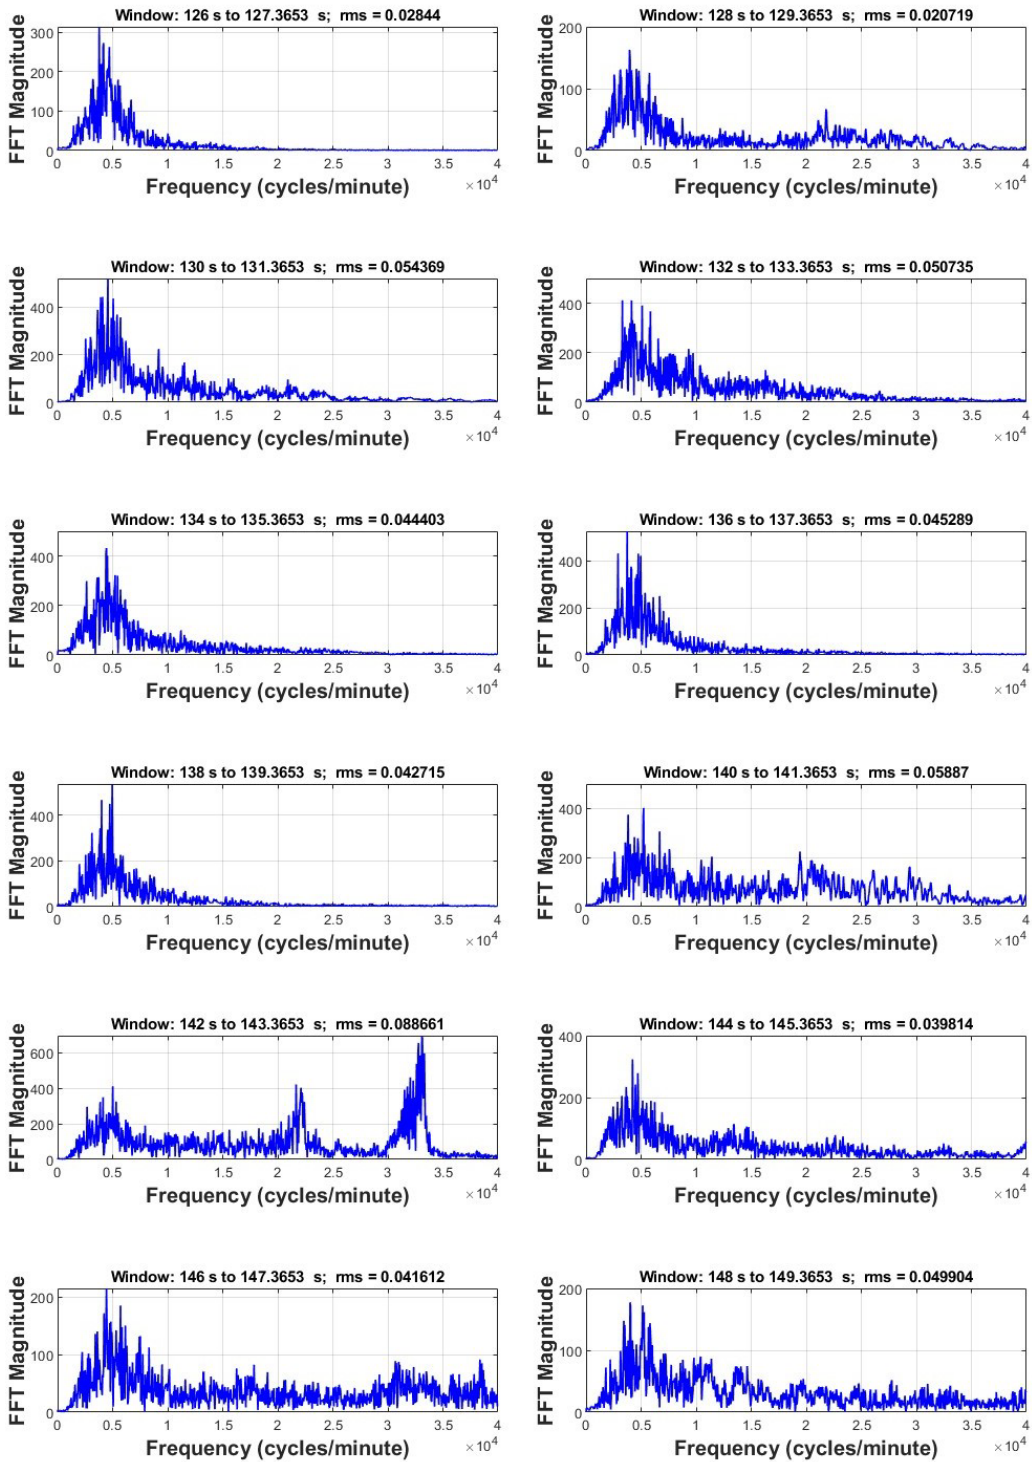 Window: 126 s to 127.3653 s; rms = 0.02844
FFT Magnitude
300
200
100
0
0 0.5 1 1.5 2 2.5 3 3.5 4
Frequency (cycles/minute)
×10^4
Window: 128 s to 129.3653 s; rms = 0.020719
FFT Magnitude
200
100
0
0 0.5 1 1.5 2 2.5 3 3.5 4
Frequency (cycles/minute)
×10^4
Window: 130 s to 131.3653 s; rms = 0.054369
FFT Magnitude
400
200
0
0 0.5 1 1.5 2 2.5 3 3.5 4
Frequency (cycles/minute)
×10^4
Window: 132 s to 133.3653 s; rms = 0.050735
FFT Magnitude
400
200
0
0 0.5 1 1.5 2 2.5 3 3.5 4
Frequency (cycles/minute)
×10^4
Window: 134 s to 135.3653 s; rms = 0.044403
FFT Magnitude
400
200
0
0 0.5 1 1.5 2 2.5 3 3.5 4
Frequency (cycles/minute)
×10^4
Window: 136 s to 137.3653 s; rms = 0.045289
FFT Magnitude
400
200
0
0 0.5 1 1.5 2 2.5 3 3.5 4
Frequency (cycles/minute)
×10^4
Window: 138 s to 139.3653 s; rms = 0.042715
FFT Magnitude
400
200
0
0 0.5 1 1.5 2 2.5 3 3.5 4
Frequency (cycles/minute)
×10^4
Window: 140 s to 141.3653 s; rms = 0.05887
FFT Magnitude
400
200
0
0 0.5 1 1.5 2 2.5 3 3.5 4
Frequency (cycles/minute)
×10^4
Window: 142 s to 143.3653 s; rms = 0.088661
FFT Magnitude
600
400
200
0
0 0.5 1 1.5 2 2.5 3 3.5 4
Frequency (cycles/minute)
×10^4
Window: 144 s to 145.3653 s; rms = 0.039814
FFT Magnitude
400
200
0
0 0.5 1 1.5 2 2.5 3 3.5 4
Frequency (cycles/minute)
×10^4
Window: 146 s to 147.3653 s; rms = 0.041612
FFT Magnitude
200
100
0
0 0.5 1 1.5 2 2.5 3 3.5 4
Frequency (cycles/minute)
×10^4
Window: 148 s to 149.3653 s; rms = 0.049904
FFT Magnitude
200
100
0
0 0.5 1 1.5 2 2.5 3 3.5 4
Frequency (cycles/minute)
×10^4